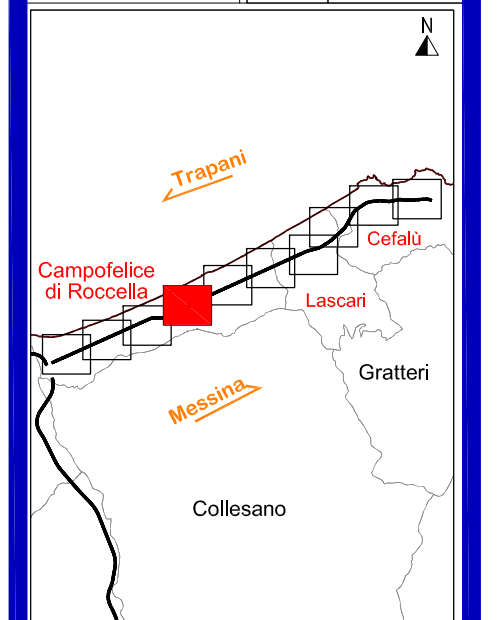 N
Trapani
Cefalù
Campofelice
di Roccella
Lascari
Gratteri
Messina
Collesano